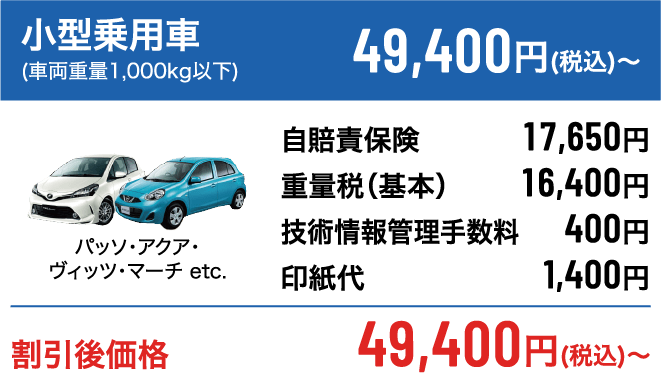 小型乗用車
49,400円(税込)～
(車両重量1,000kg以下)
自賠責保険 17,650円
重量税(基本) 16,400円
技術情報管理手数料 400円
印紙代 1,400円
パッソ・アクア・
ヴィッツ・マーチ etc.
割引後価格 49,400円(税込)～